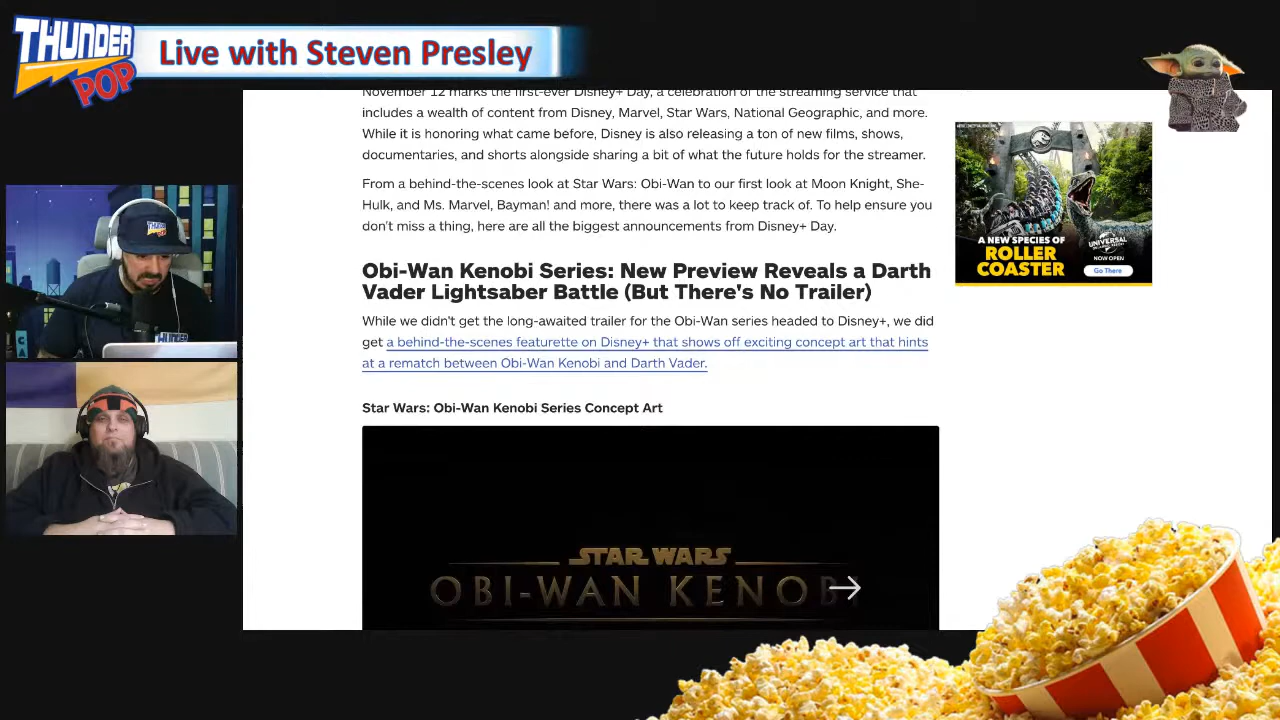 THUNDER
POP
Live with Steven Presley
November 12 marks the first-ever Disney+ Day, a celebration of the streaming service that
includes a wealth of content from Disney, Marvel, Star Wars, National Geographic, and more.
While it is honoring what came before, Disney is also releasing a ton of new films, shows,
documentaries, and shorts alongside sharing a bit of what the future holds for the streamer.
From a behind-the-scenes look at Star Wars: Obi-Wan to our first look at Moon Knight, She-
Hulk, and Ms. Marvel, Bayman! and more, there was a lot to keep track of. To help ensure you
don't miss a thing, here are all the biggest announcements from Disney+ Day.
Obi-Wan Kenobi Series: New Preview Reveals a Darth
Vader Lightsaber Battle (But There's No Trailer)
While we didn't get the long-awaited trailer for the Obi-Wan series headed to Disney+, we did
get a behind-the-scenes featurette on Disney+ that shows off exciting concept art that hints
at a rematch between Obi-Wan Kenobi and Darth Vader.
Star Wars: Obi-Wan Kenobi Series Concept Art
STAR WARS
OBI-WAN KENOBI
A NEW SPECIES OF
ROLLER
COASTER
UNIVERSAL
NOW OPEN
Go There
THUNDER